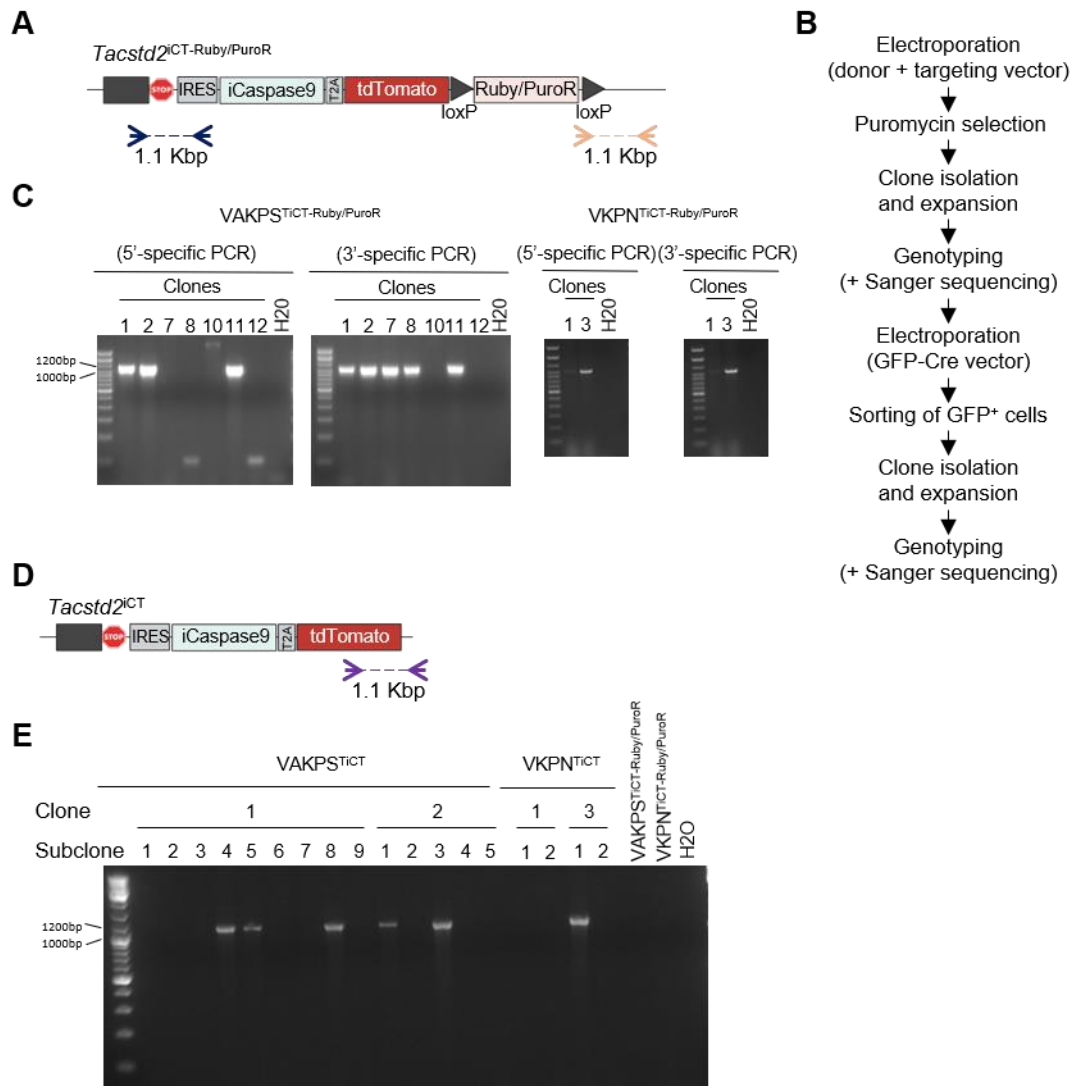 A
Tacstd2iCT-Ruby/PuroR
STOP IRES iCaspase9 T2A tdTomato Ruby/PuroR
loxP loxP
1.1 Kbp 1.1 Kbp
B
Electroporation
(donor + targeting vector)
Puromycin selection
Clone isolation
and expansion
Genotyping
(+ Sanger sequencing)
Electroporation
(GFP-Cre vector)
Sorting of GFP+ cells
Clone isolation
and expansion
Genotyping
(+ Sanger sequencing)
C
VAKPSTiCT-Ruby/PuroR VKPNTiCT-Ruby/PuroR
(5'-specific PCR) (3'-specific PCR) (5'-specific PCR) (3'-specific PCR)
Clones Clones Clones Clones
1 2 7 8 10 11 12 H20 1 2 7 8 10 11 12 H20 1 3 H20 1 3 H20
1200bp
1000bp
D
Tacstd2iCT
STOP IRES iCaspase9 T2A tdTomato
1.1 Kbp
E
VAKPSTiCT VKPNTiCT VAKPSTiCT-Ruby/PuroR VKPNTiCT-Ruby/PuroR H2O
Clone 1 2 1 3
Subclone 1 2 3 4 5 6 7 8 9 1 2 3 4 5 1 2 1 2
1200bp
1000bp